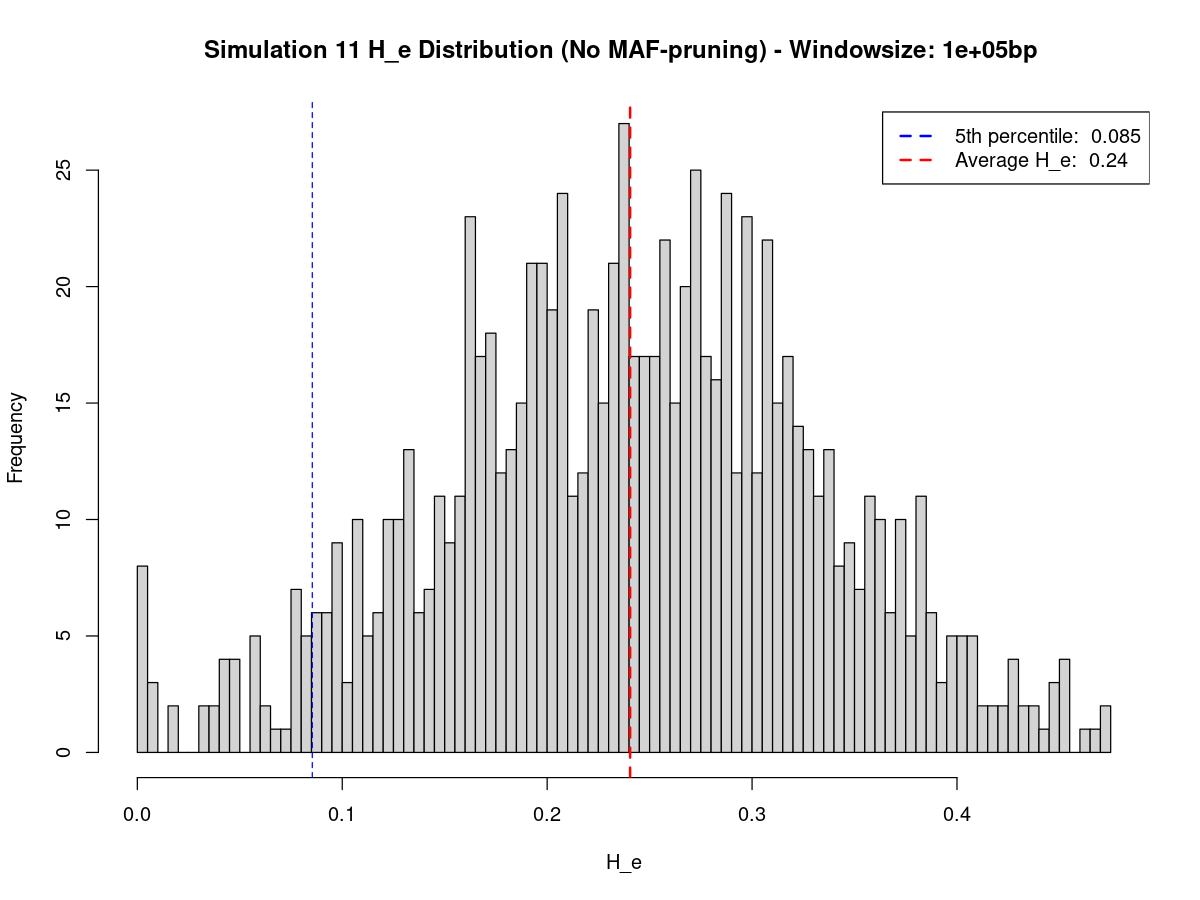 Simulation 11 H_e Distribution (No MAF-pruning) - Windowsize: 1e+05bp
5th percentile: 0.085
Average H_e: 0.24
Frequency
25
20
15
10
5
0
0.0 0.1 0.2 0.3 0.4
H_e